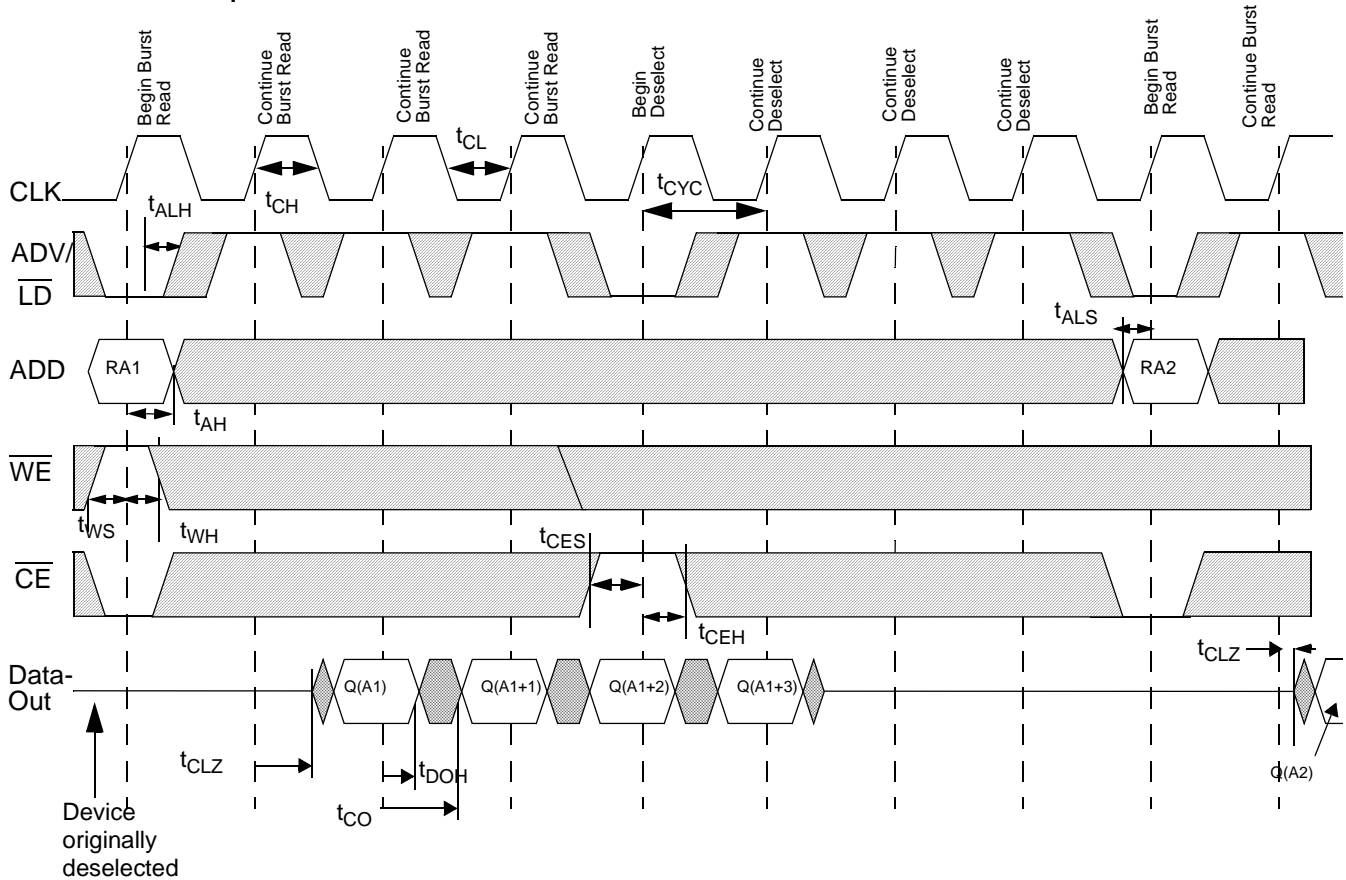 Begin Burst
Read
Continue
Burst Read
Continue
Burst Read
Continue
Burst Read
Begin
Deselect
Continue
Deselect
Continue
Deselect
Continue
Deselect
Begin Burst
Read
Continue Burst
Read
CLK
tALH
tCH
tCL
tCYC
ADV/
LD
tALS
ADD
RA1
RA2
tAH
WE
tWS
tWH
tCES
CE
tCEH
tCLZ
Data-
Out
Q(A1)
Q(A1+1)
Q(A1+2)
Q(A1+3)
tCLZ
tDOH
Q(A2)
tCO
Device
originally
deselected